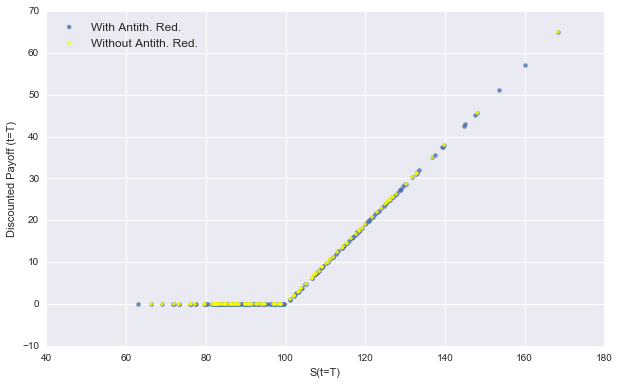 70
60
50
40
30
20
10
0
−10
With Antith. Red.
Without Antith. Red.
Discounted Payoff (t=T)
40 60 80 100 120 140 160 180
S(t=T)